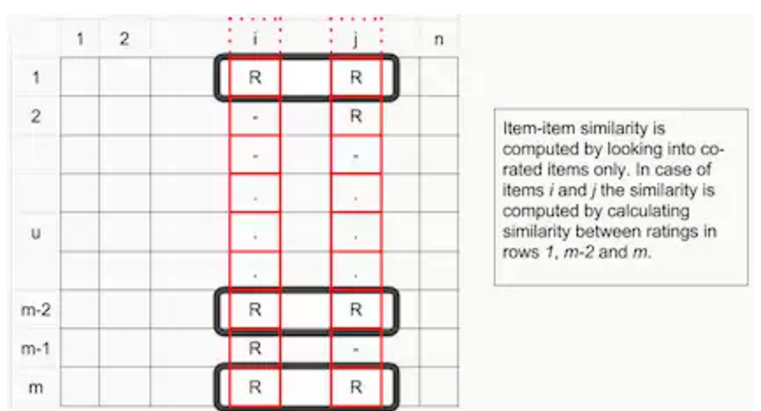 1 2 i j n
1 R R
2 - R
- -
. .
u . .
. .
m-2 R R
m-1 R -
m R R
Item-item similarity is
computed by looking into co-
rated items only. In case of
items i and j the similarity is
computed by calculating
similarity between ratings in
rows 1, m-2 and m.